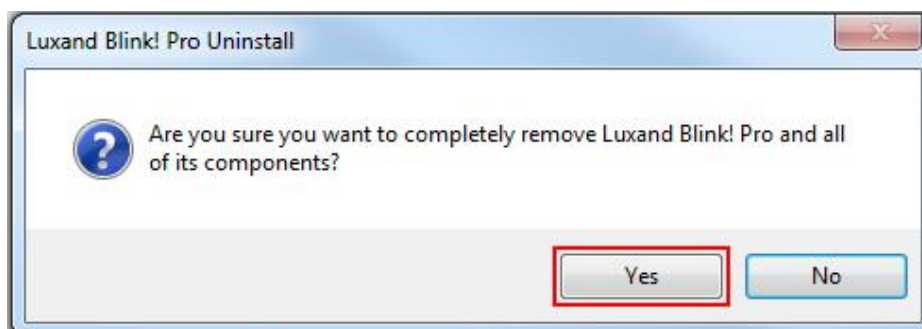 Luxand Blink! Pro Uninstall
Are you sure you want to completely remove Luxand Blink! Pro and all
of its components?
Yes
No